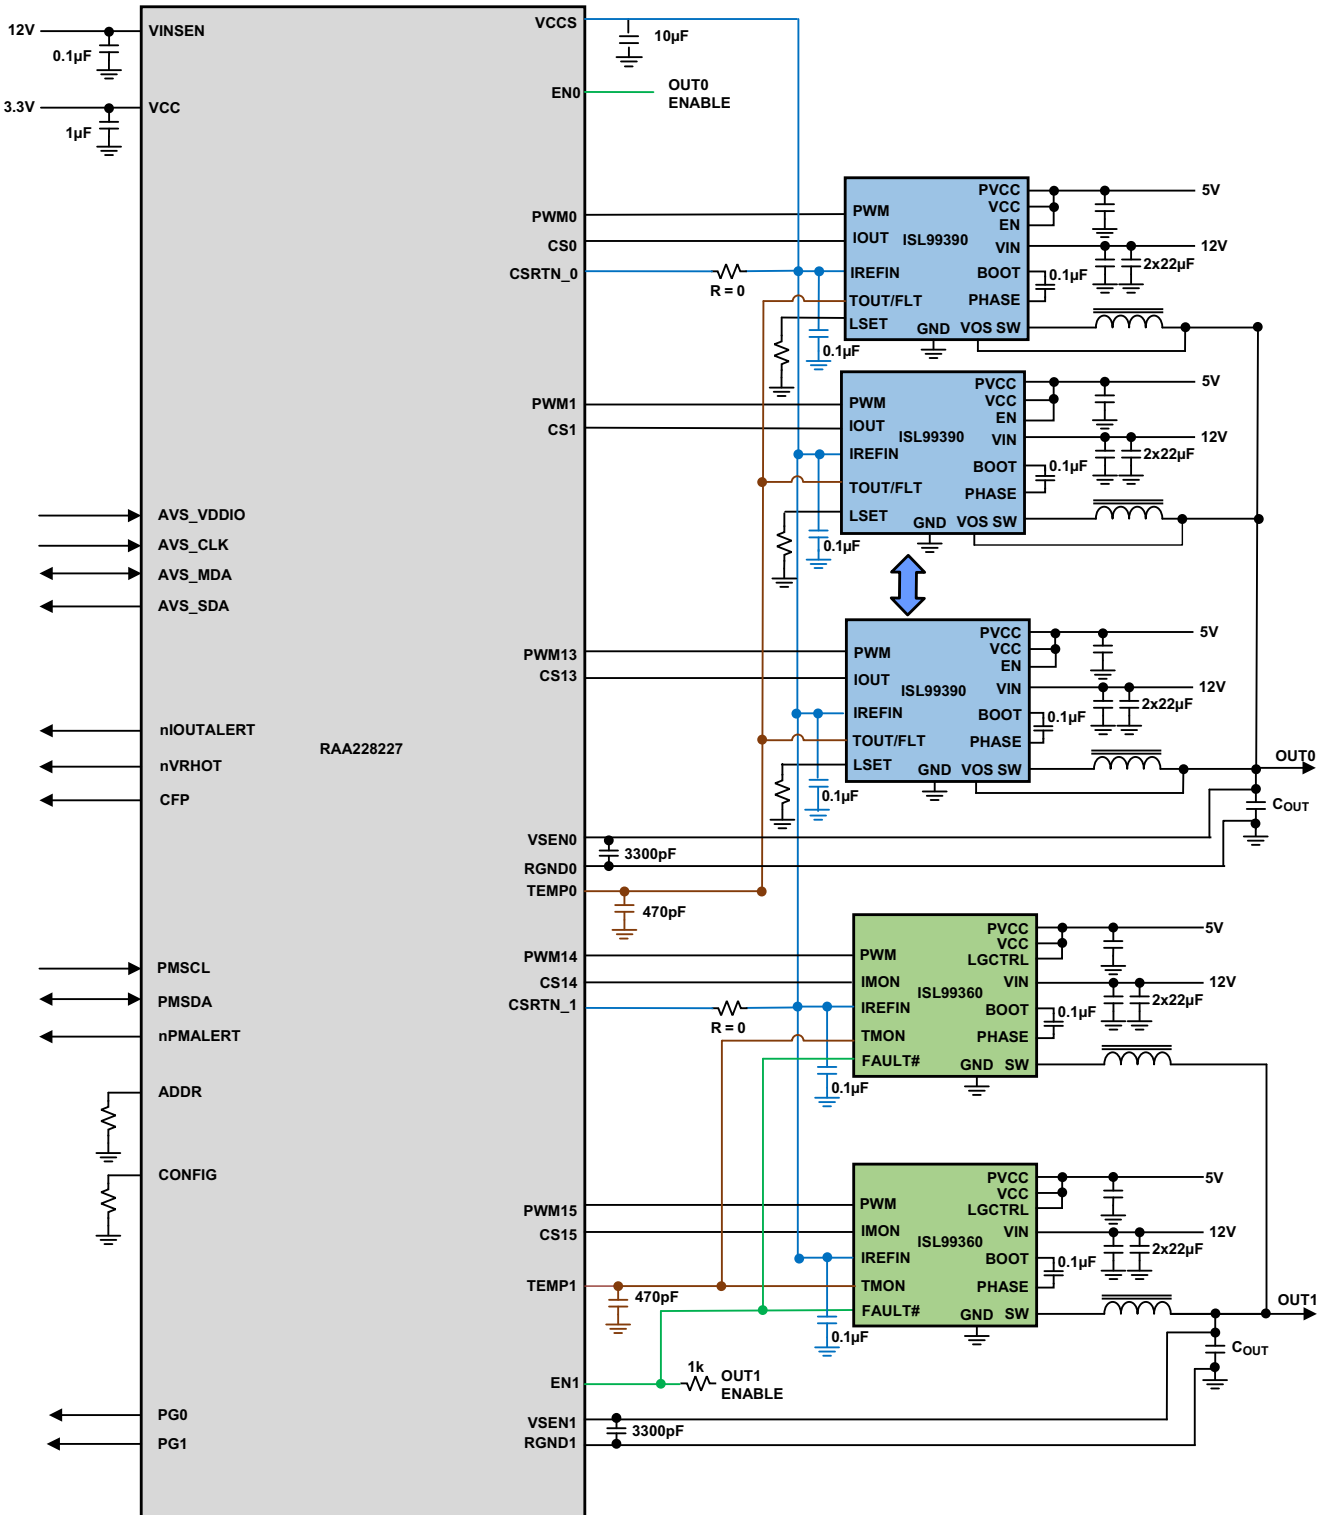 12V
VINSEN
0.1µF
3.3V
VCC
1µF
AVS_VDDIO
AVS_CLK
AVS_MDA
AVS_SDA
nIOUTALERT
nVRHOT
CFP
PMSCL
PMSDA
nPMALERT
ADDR
CONFIG
PG0
PG1
RAA228227
VCCS
10µF
EN0
OUT0
ENABLE
PWM0
CS0
CSRTN_0
R = 0
PWM1
CS1
PWM13
CS13
VSEN0
3300pF
RGND0
TEMP0
470pF
PWM14
CS14
CSRTN_1
R = 0
PWM15
CS15
TEMP1
470pF
EN1
1k
OUT1
ENABLE
VSEN1
3300pF
RGND1
PWM
IOUT
IREFIN
TOUT/FLT
LSET
ISL99390
GND
PVCC
VCC
EN
VIN
BOOT
PHASE
VOS SW
5V
12V
2x22µF
0.1µF
0.1µF
PWM
IOUT
IREFIN
TOUT/FLT
LSET
ISL99390
GND
PVCC
VCC
EN
VIN
BOOT
PHASE
VOS SW
5V
12V
2x22µF
0.1µF
0.1µF
PWM
IOUT
IREFIN
TOUT/FLT
LSET
ISL99390
GND
PVCC
VCC
EN
VIN
BOOT
PHASE
VOS SW
5V
12V
2x22µF
0.1µF
0.1µF
OUT0
COUT
PWM
IMON
IREFIN
TMON
FAULT#
ISL99360
GND SW
PVCC
VCC
LGCTRL
VIN
BOOT
PHASE
5V
12V
2x22µF
0.1µF
0.1µF
PWM
IMON
IREFIN
TMON
FAULT#
ISL99360
GND SW
PVCC
VCC
LGCTRL
VIN
BOOT
PHASE
5V
12V
2x22µF
0.1µF
0.1µF
OUT1
COUT